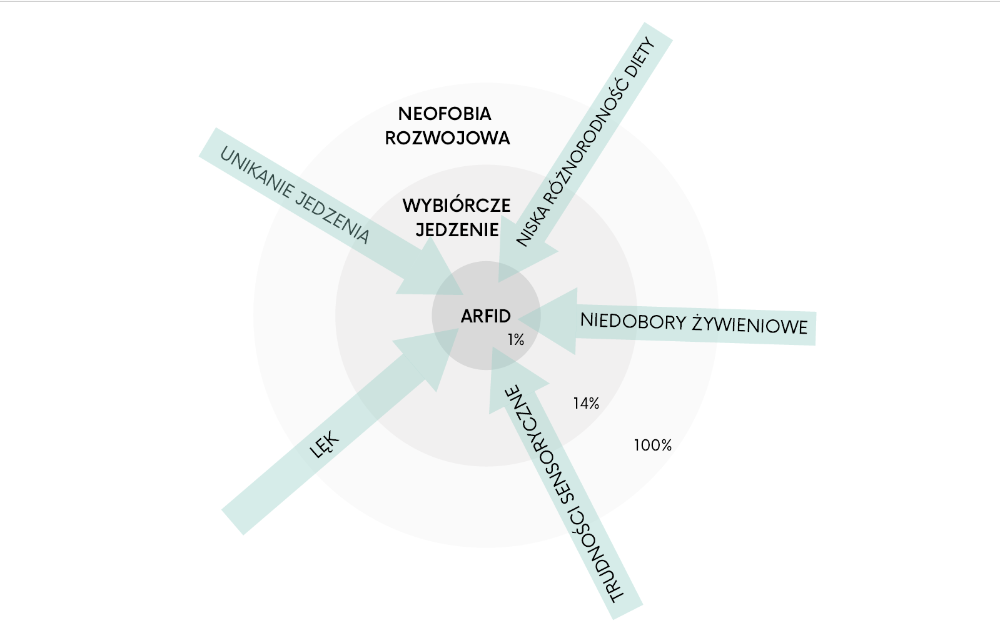 NEOFOBIA
ROZWOJOWA
WYBIÓRCZE
JEDZENIE
ARFID
1%
14%
100%
UNIKANIE JEDZENIA
NISKA RÓŻNORODNOŚĆ DIETY
NIEDOBORY ŻYWIENIOWE
TRUDNOŚCI SENSORYCZNE
LĘK